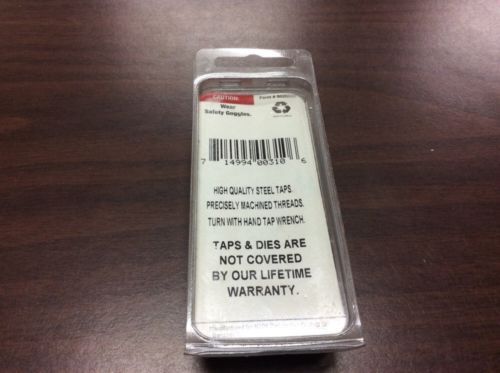 CAUTION:
Wear
Safety Goggles.
7 14994 00310 6
HIGH QUALITY STEEL TAPS.
PRECISELY MACHINED THREADS.
TURN WITH HAND TAP WRENCH.
TAPS & DIES ARE
NOT COVERED
BY OUR LIFETIME
WARRANTY.